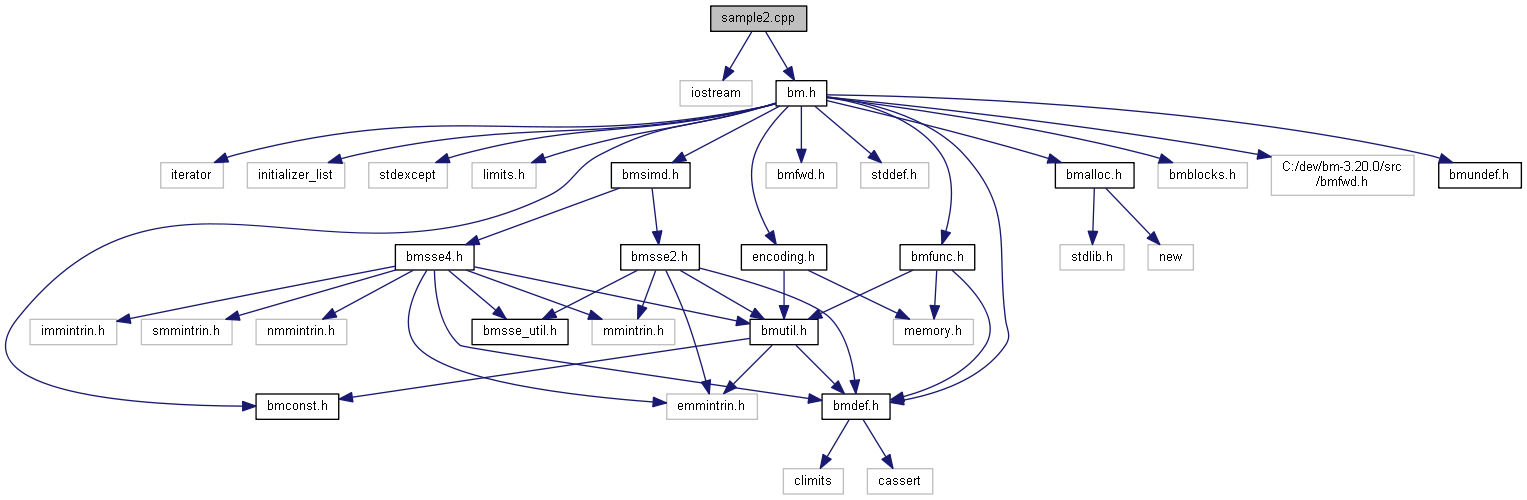 sample2.cpp
iostream
bm.h
iterator
initializer_list
stdexcept
limits.h
bmsimd.h
bmfwd.h
stddef.h
bmalloc.h
bmblocks.h
C:/dev/bm-3.20.0/src
/bmfwd.h
bmundef.h
bmsse4.h
bmsse2.h
encoding.h
bmfunc.h
stdlib.h
new
immintrin.h
smmintrin.h
nmmintrin.h
bmsse_util.h
mmintrin.h
bmutil.h
memory.h
bmconst.h
emmintrin.h
bmdef.h
climits
cassert